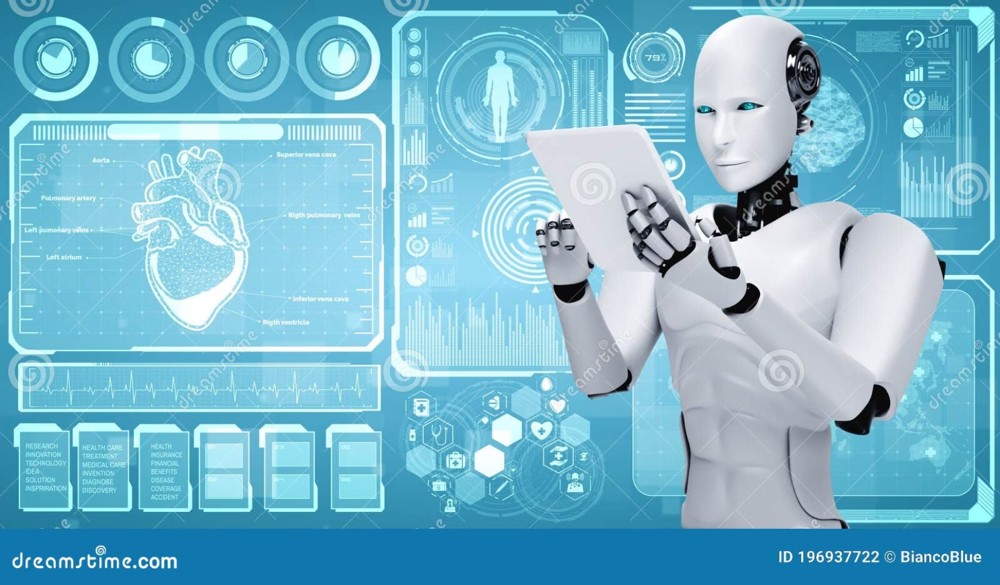 79%
Aorta
Superior vena cava
Pulmonary artery
Rigth pulmonary veins
Left pumonary veins
Left atrium
Inferior vena cava
Rigth ventricle
RESEARCH
INNOVATION
TECHNOLOGY
IDEA
SOLUTION
INSPRIRATION
HEALTH CARE
TREATMENT
MEDICAL CARE
INVENTION
DIAGNOSE
DISCOVERY
HEALTH
INSURANCE
FINANCIAL
BENEFITS
DISEASE
COVERAGE
ACCIDENT
dreamstime
dreamstime.com
ID 196937722 © BiancoBlue